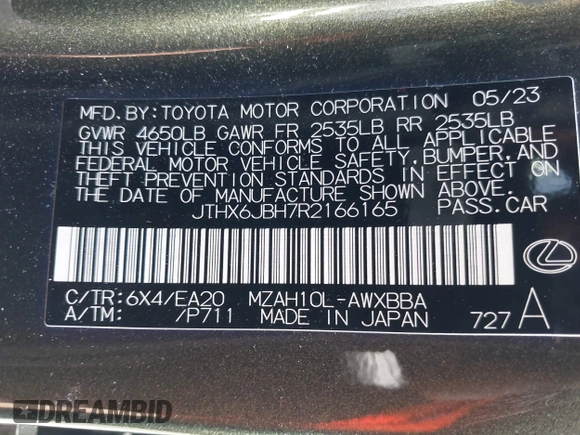 MFD. BY: TOYOTA MOTOR CORPORATION 05/23
GVWR 4650LB GAWR FR 2535LB RR 2535LB
THIS VEHICLE CONFORMS TO ALL APPLICABLE
FEDERAL MOTOR VEHICLE SAFETY, BUMPER, AND
THEFT PREVENTION STANDARDS IN EFFECT ON
THE DATE OF MANUFACTURE SHOWN ABOVE.
JTHX6JBH7R2166165 PASS. CAR
C/TR: 6X4/EA20 MZAH10L-AWXBBA
A/TM: /P711 MADE IN JAPAN 727 A
DREAMBID